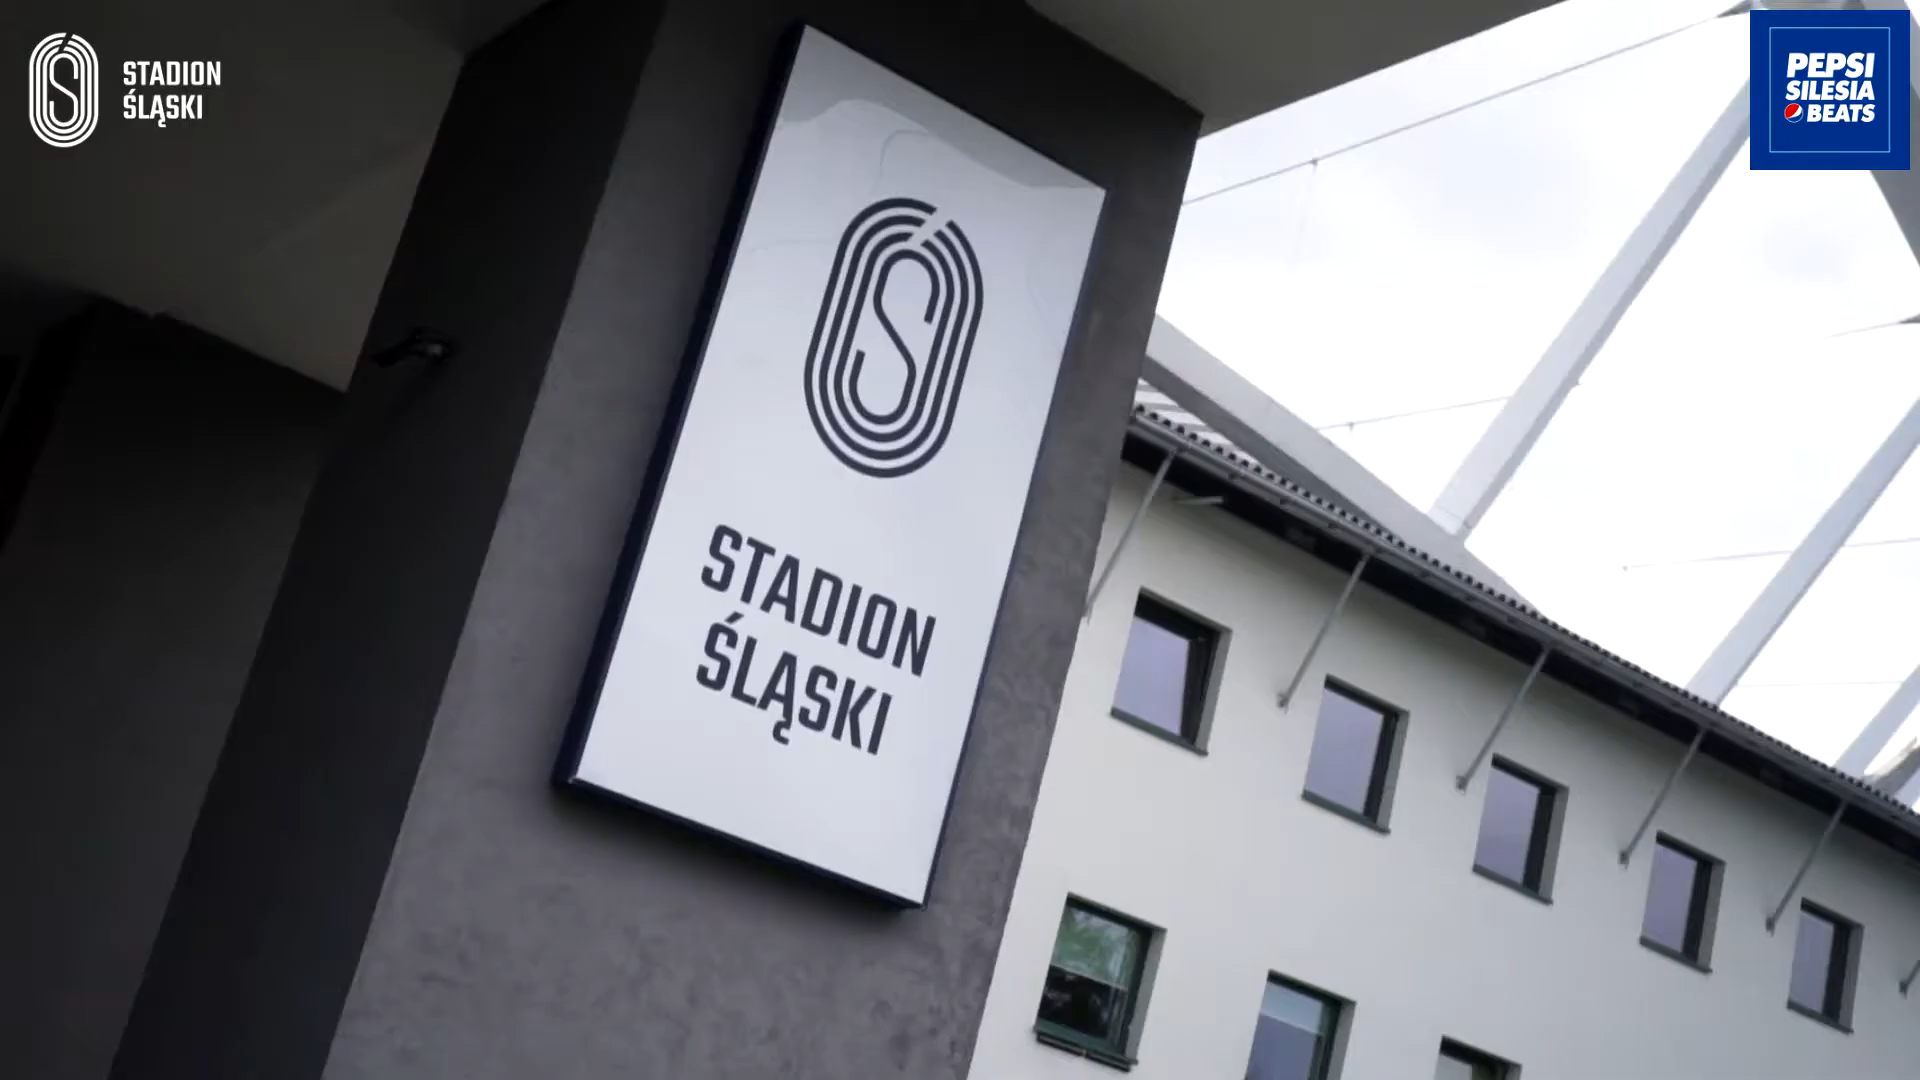 STADION
ŚLĄSKI
PEPSI
SILESIA
BEATS
Ś
STADION
ŚLĄSKI